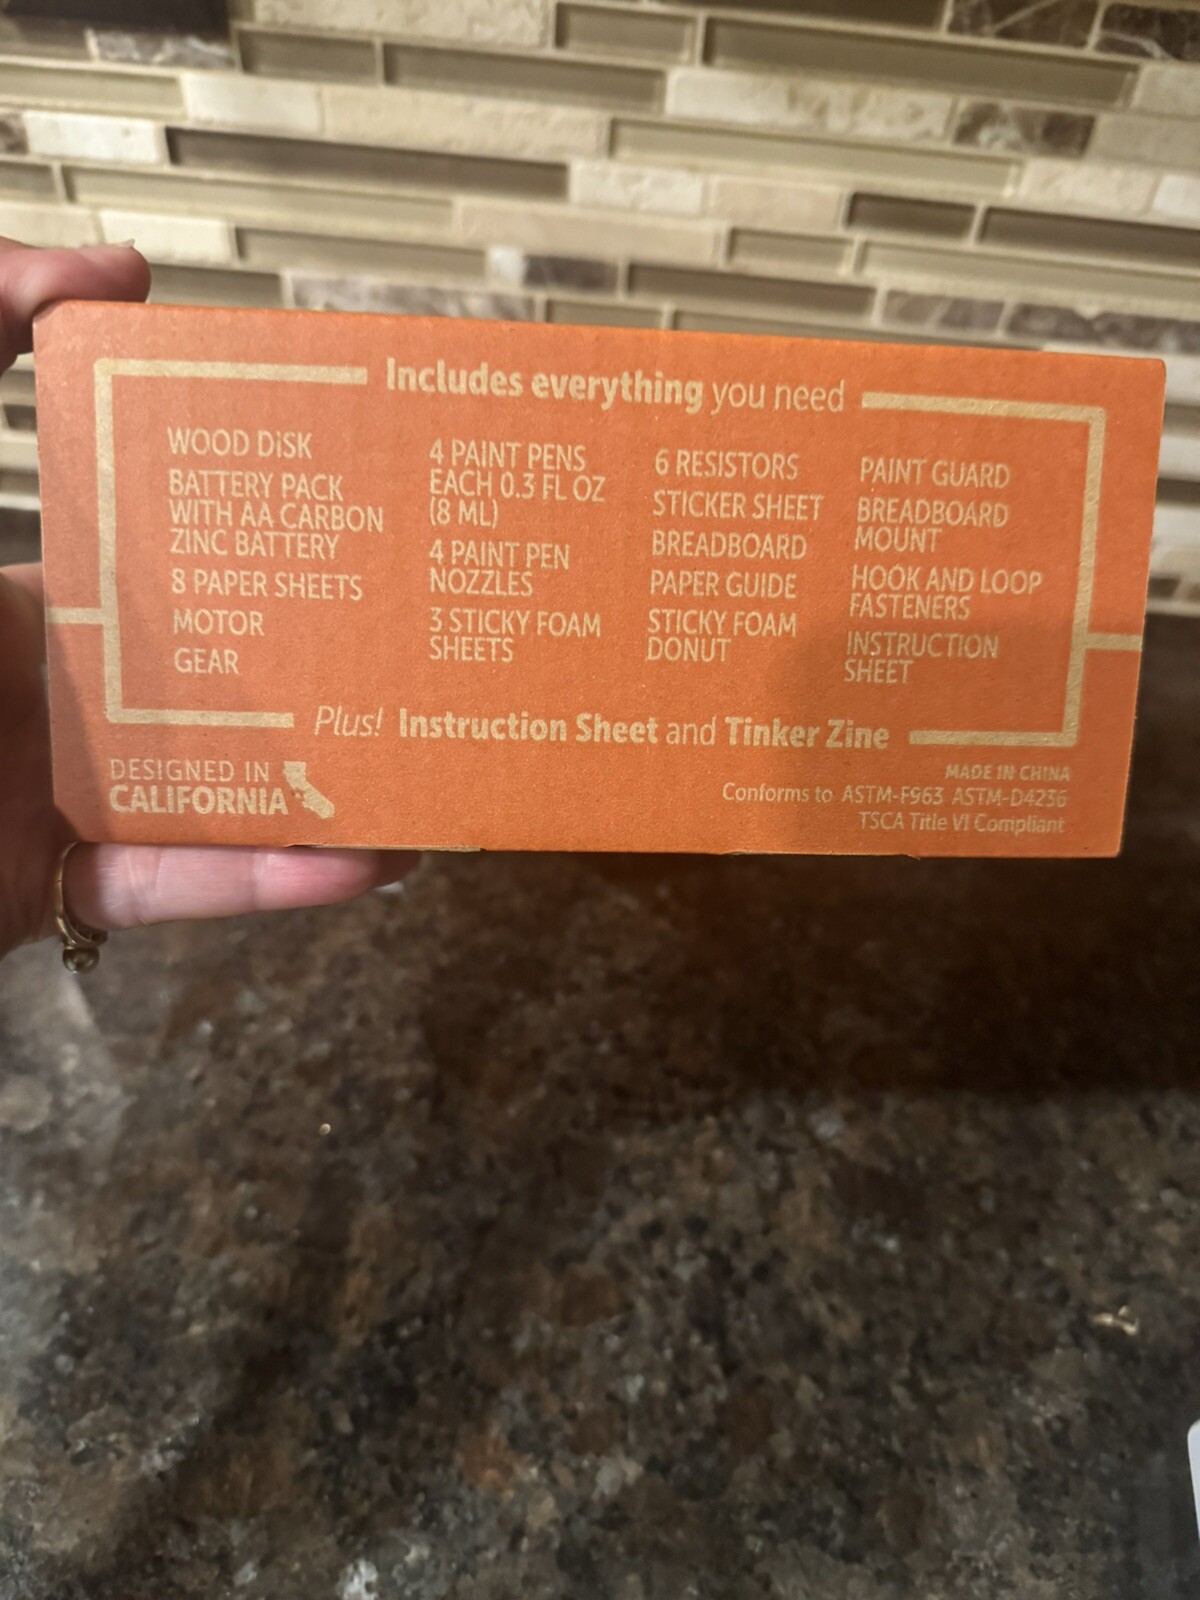 Includes everything you need
WOOD DISK
BATTERY PACK
WITH AA CARBON
ZINC BATTERY
8 PAPER SHEETS
MOTOR
GEAR
4 PAINT PENS
EACH 0.3 FL OZ
(8 ML)
4 PAINT PEN
NOZZLES
3 STICKY FOAM
SHEETS
6 RESISTORS
STICKER SHEET
BREADBOARD
PAPER GUIDE
STICKY FOAM
DONUT
PAINT GUARD
BREADBOARD
MOUNT
HOOK AND LOOP
FASTENERS
INSTRUCTION
SHEET
Plus! Instruction Sheet and Tinker Zine
DESIGNED IN
CALIFORNIA
MADE IN CHINA
Conforms to ASTM-F963 ASTM-D4236
TSCA Title VI Compliant